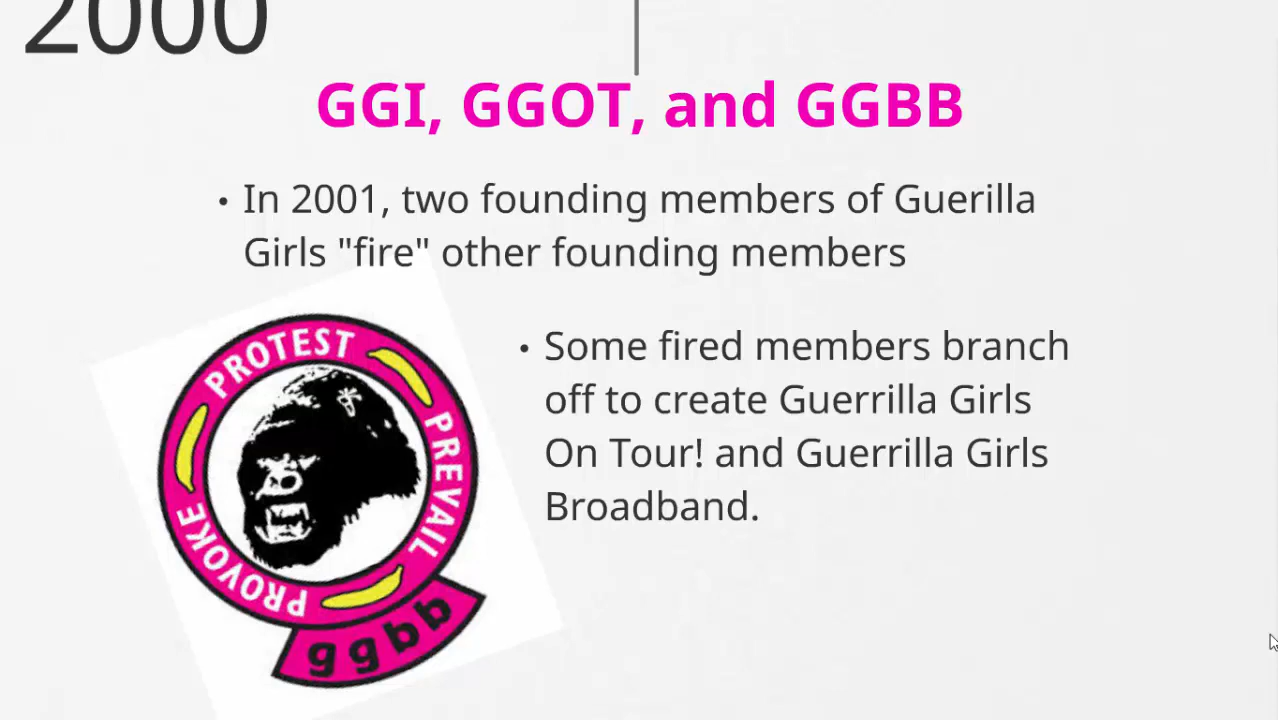 2000
GGI, GGOT, and GGBB
• In 2001, two founding members of Guerilla
Girls "fire" other founding members
• Some fired members branch
off to create Guerrilla Girls
On Tour! and Guerrilla Girls
Broadband.
PROTEST
PREVAIL
PROVOKE
ggbb